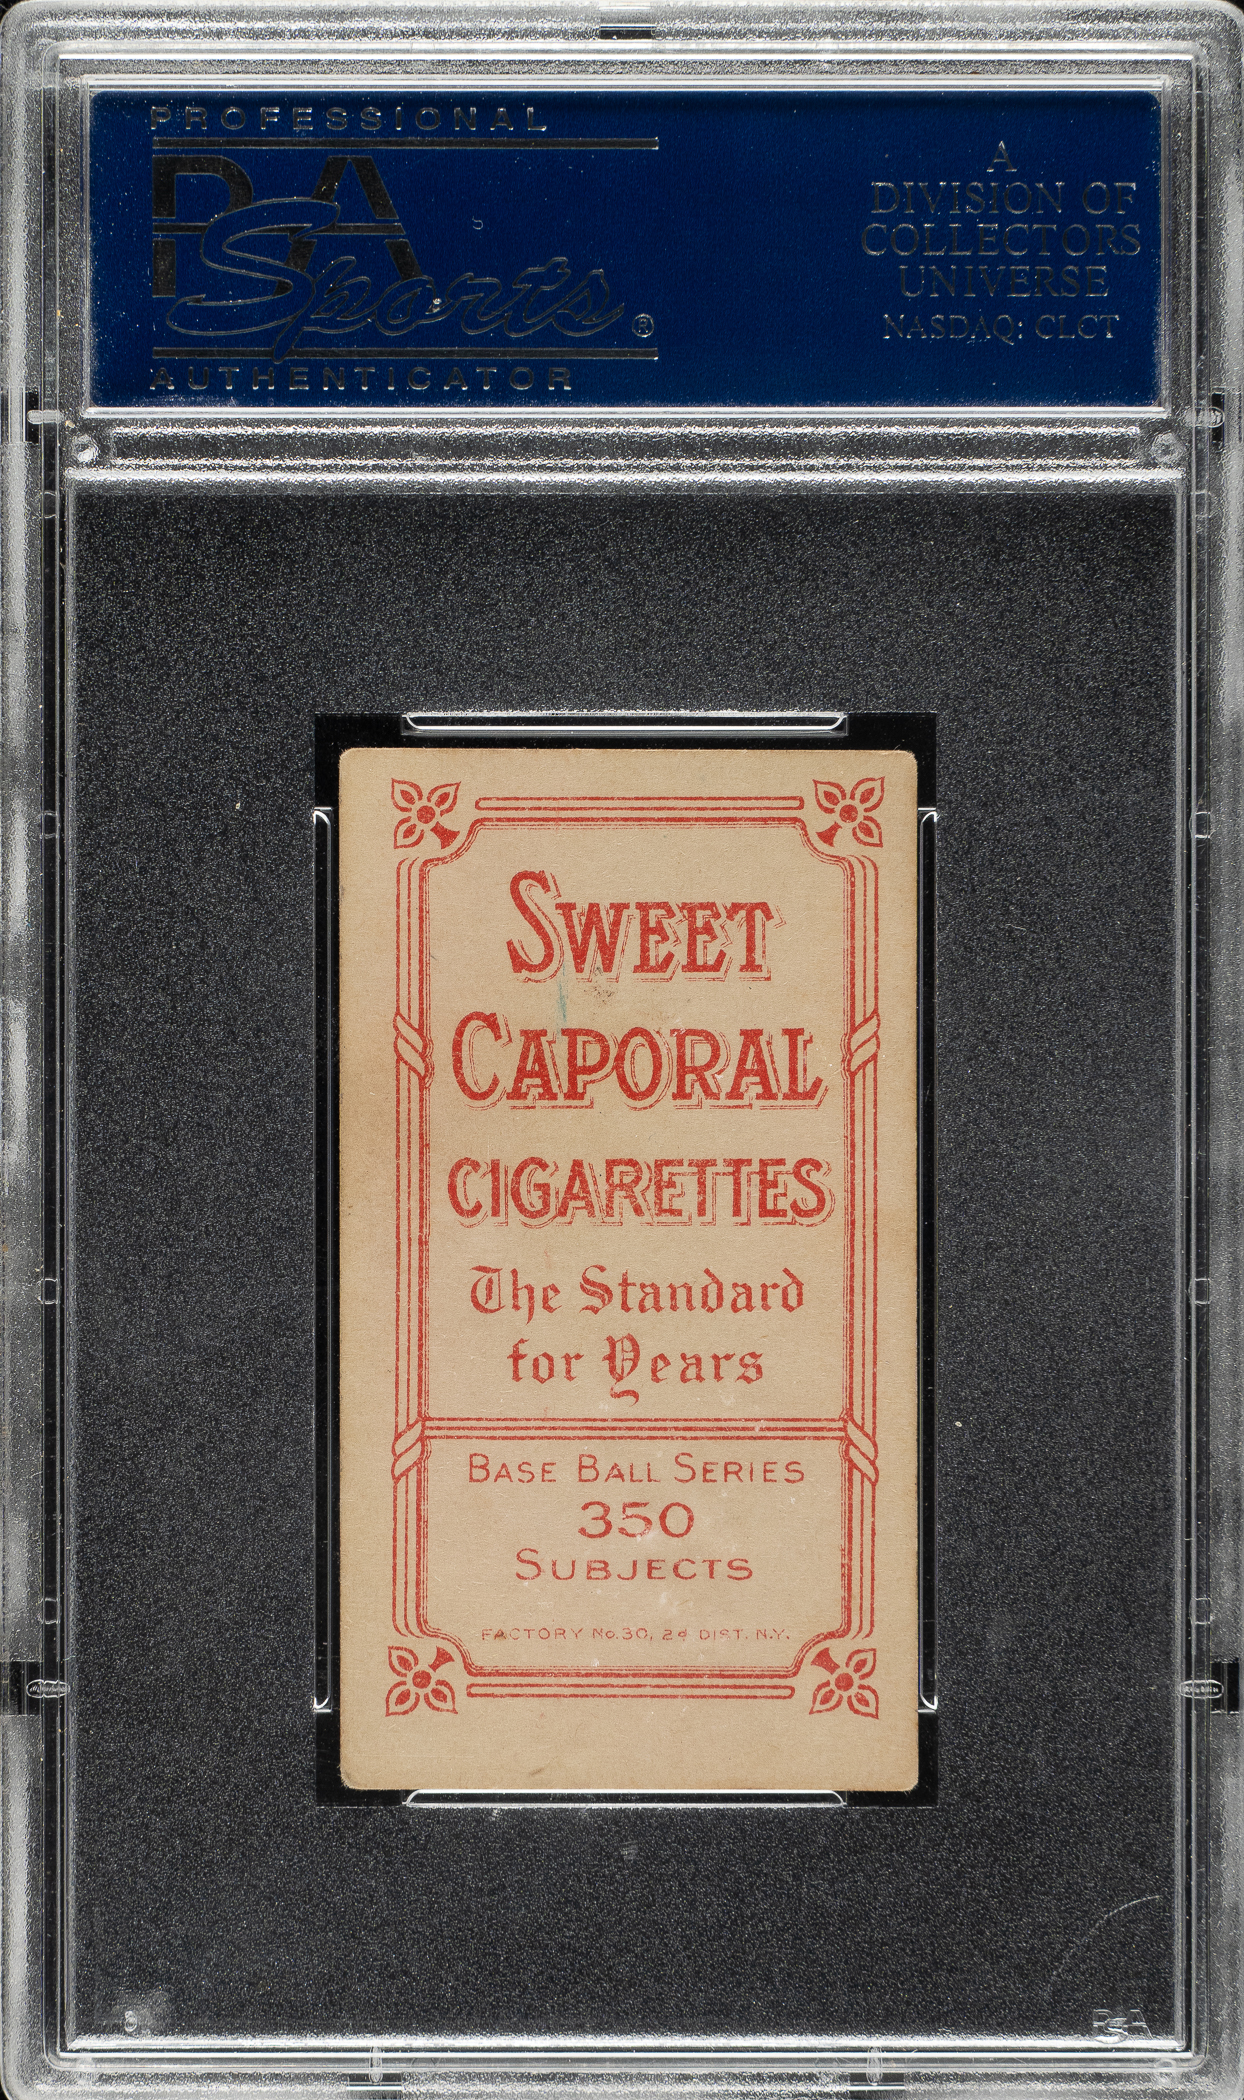 PROFESSIONAL
PSA
Sports®
AUTHENTICATOR
A
DIVISION OF
COLLECTORS
UNIVERSE
NASDAQ: CLCT
SWEET
CAPORAL
CIGARETTES
The Standard
for Years
BASE BALL SERIES
350
SUBJECTS
FACTORY No. 30, 2d DIST. N.Y.
PSA